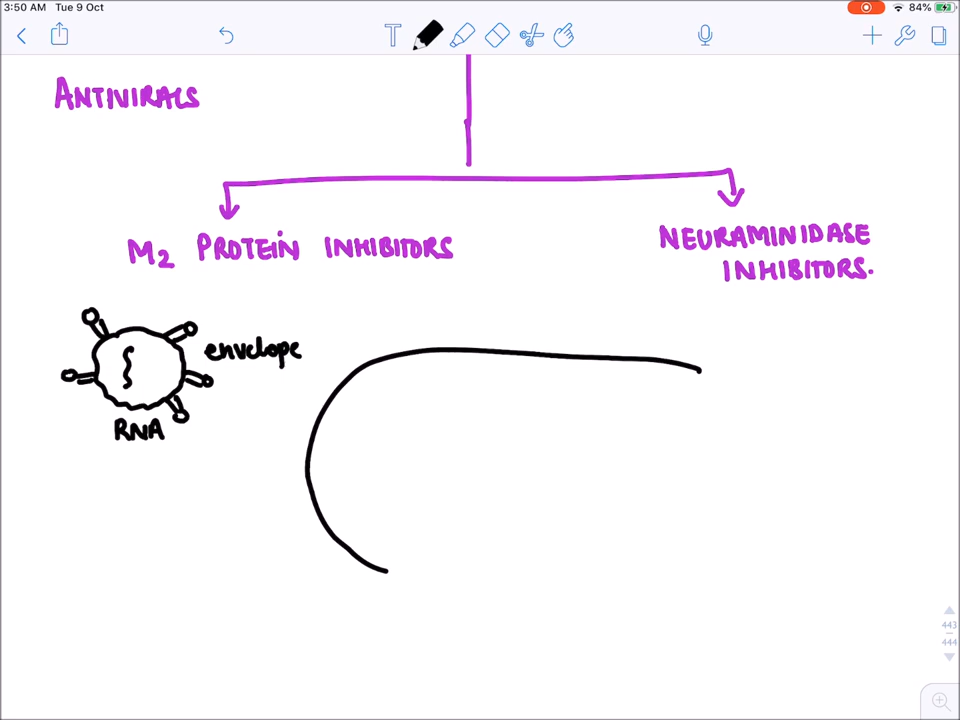 3:50 AM Tue 9 Oct
84%
T
ANTIVIRALS
M2 PROTEIN INHIBITORS
NEURAMINIDASE
INHIBITORS.
envelope
RNA
443
444